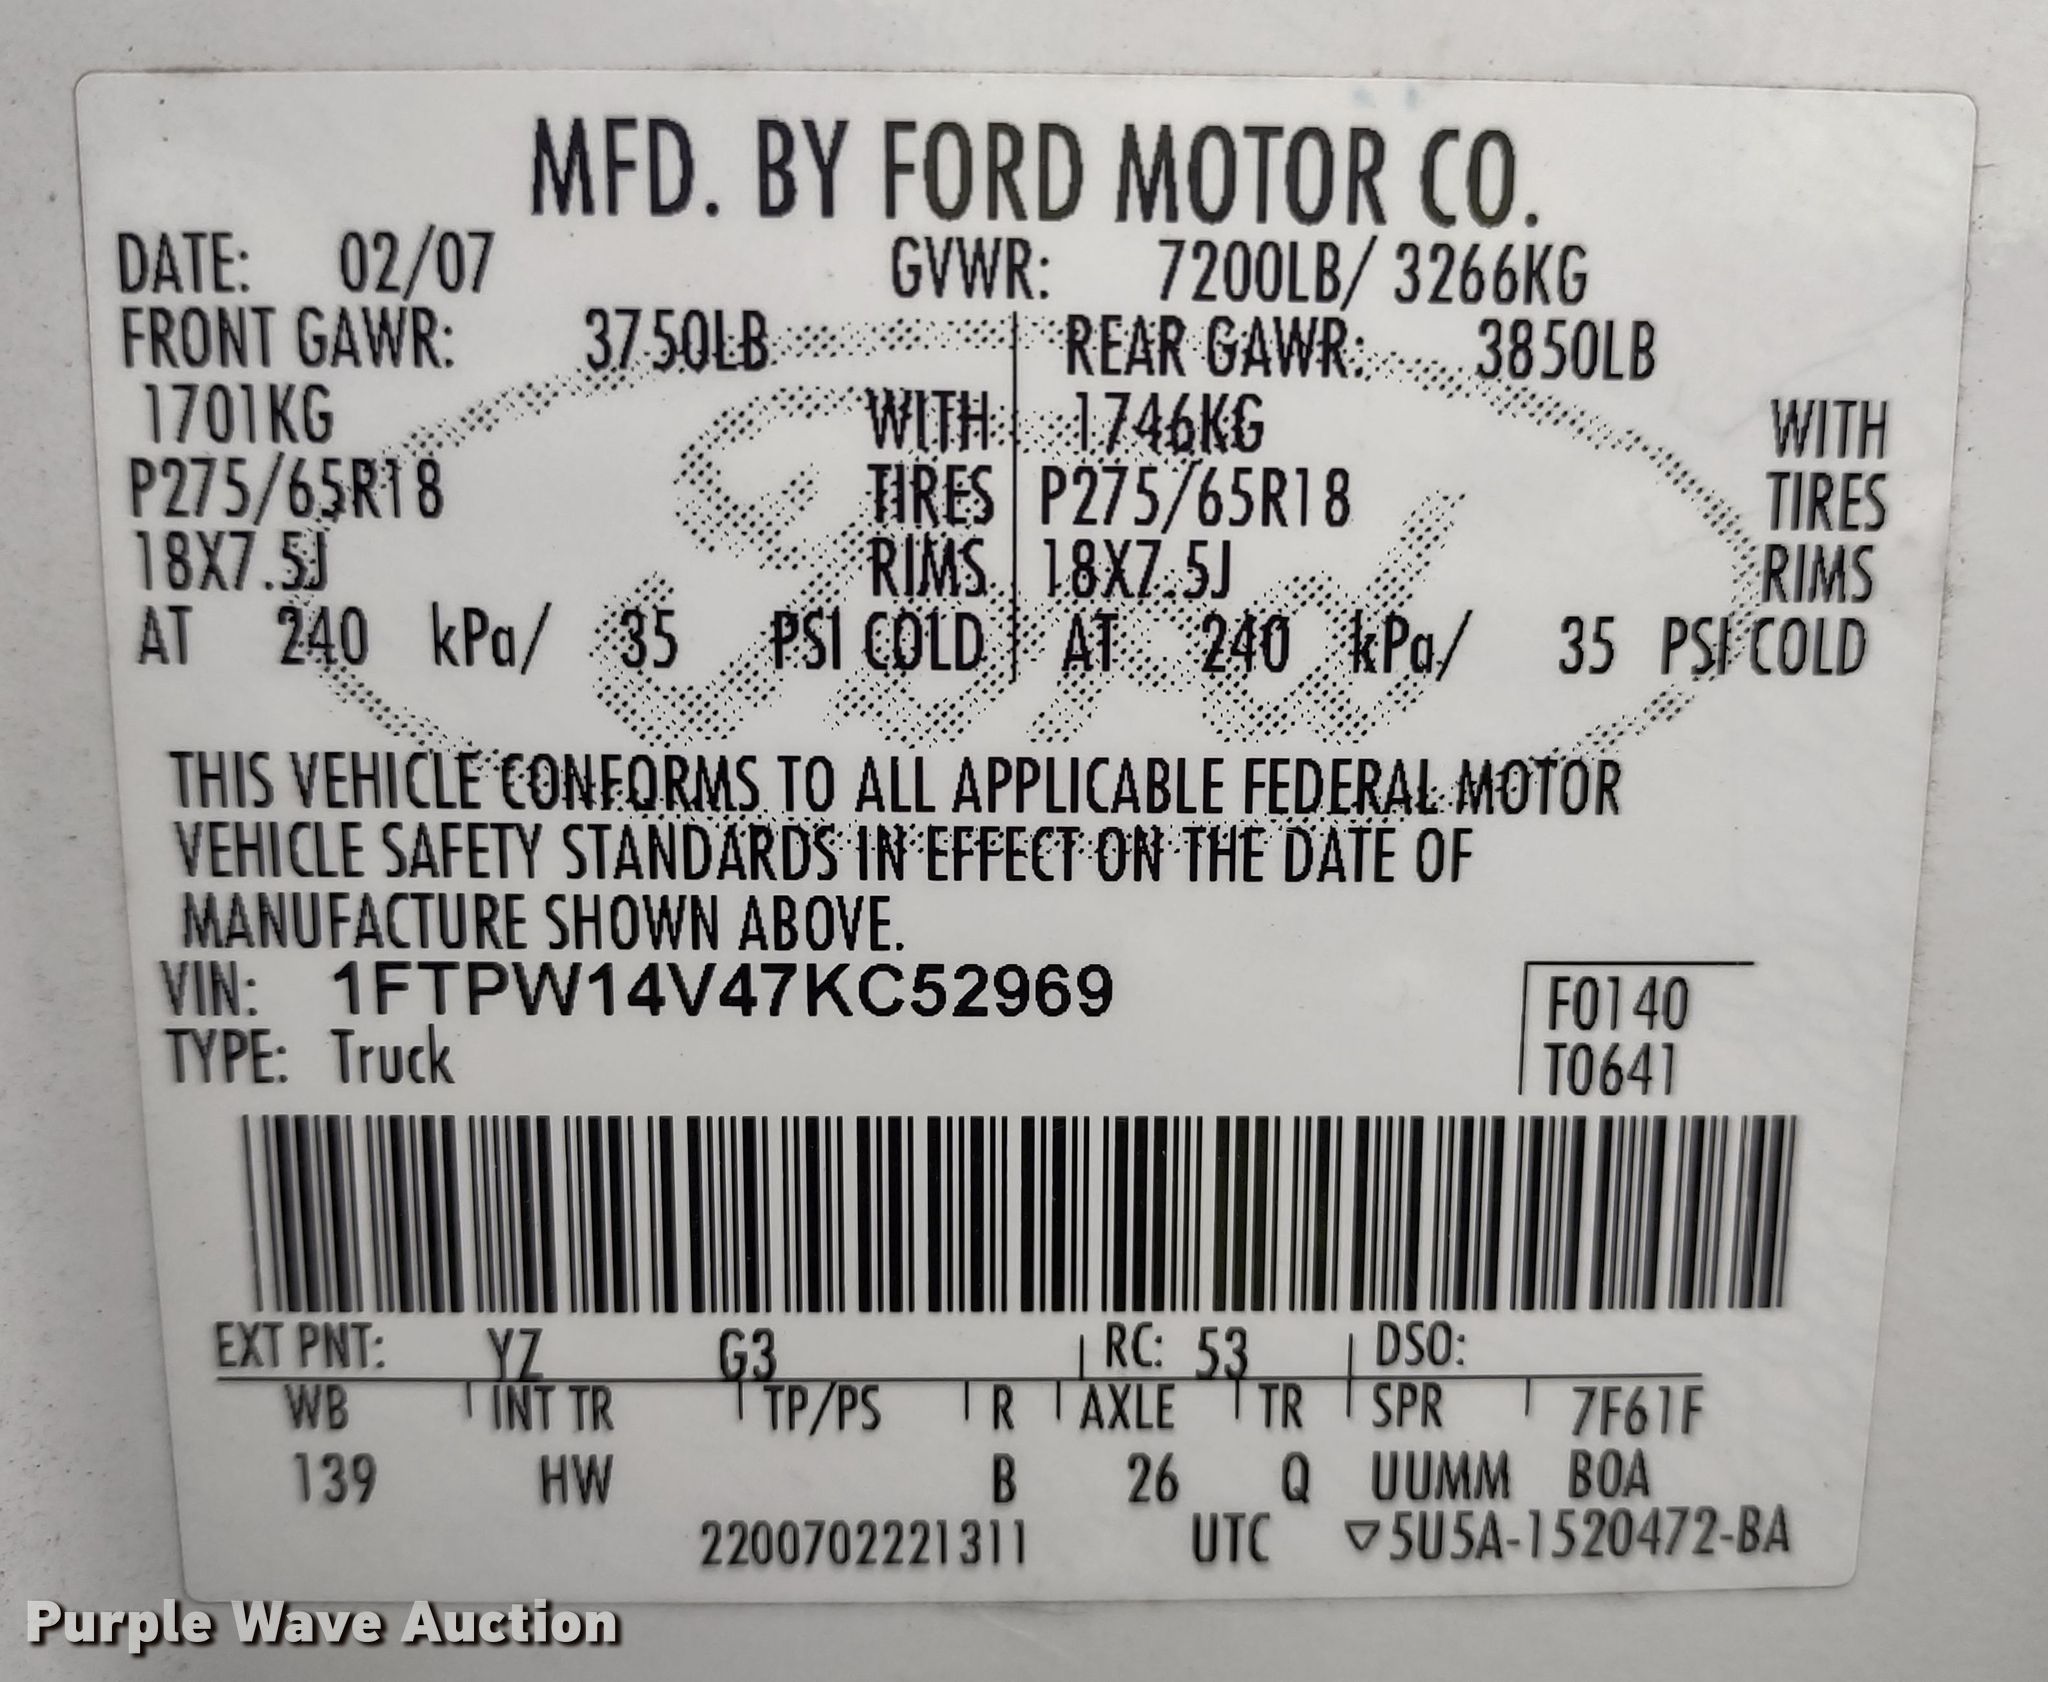 MFD. BY FORD MOTOR CO.
DATE: 02/07 GVWR: 7200LB/ 3266KG
FRONT GAWR: 3750LB REAR GAWR: 3850LB
1701KG WITH 1746KG WITH
P275/65R18 TIRES P275/65R18 TIRES
18X7.5J RIMS 18X7.5J RIMS
AT 240 kPa/ 35 PSI COLD AT 240 kPa/ 35 PSI COLD
Ford
THIS VEHICLE CONFORMS TO ALL APPLICABLE FEDERAL MOTOR
VEHICLE SAFETY STANDARDS IN EFFECT ON THE DATE OF
MANUFACTURE SHOWN ABOVE.
VIN: 1FTPW14V47KC52969 F0140
TYPE: Truck T0641
EXT PNT: YZ G3 RC: 53 DSO:
WB INT TR TP/PS R AXLE TR SPR 7F61F
139 HW B 26 Q UUMM BOA
2200702221311 UTC ▽5U5A-1520472-BA
Purple Wave Auction